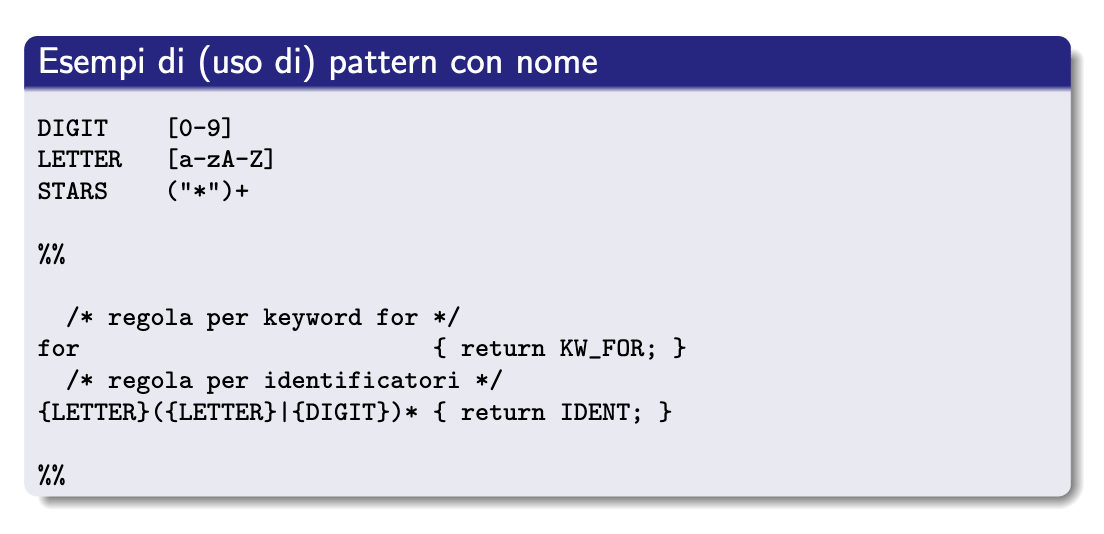 Esempi di (uso di) pattern con nome
DIGIT    [0-9]
LETTER   [a-zA-Z]
STARS    ("*")+
%%
  /* regola per keyword for */
for                         { return KW_FOR; }
  /* regola per identificatori */
{LETTER}({LETTER}|{DIGIT})* { return IDENT; }
%%